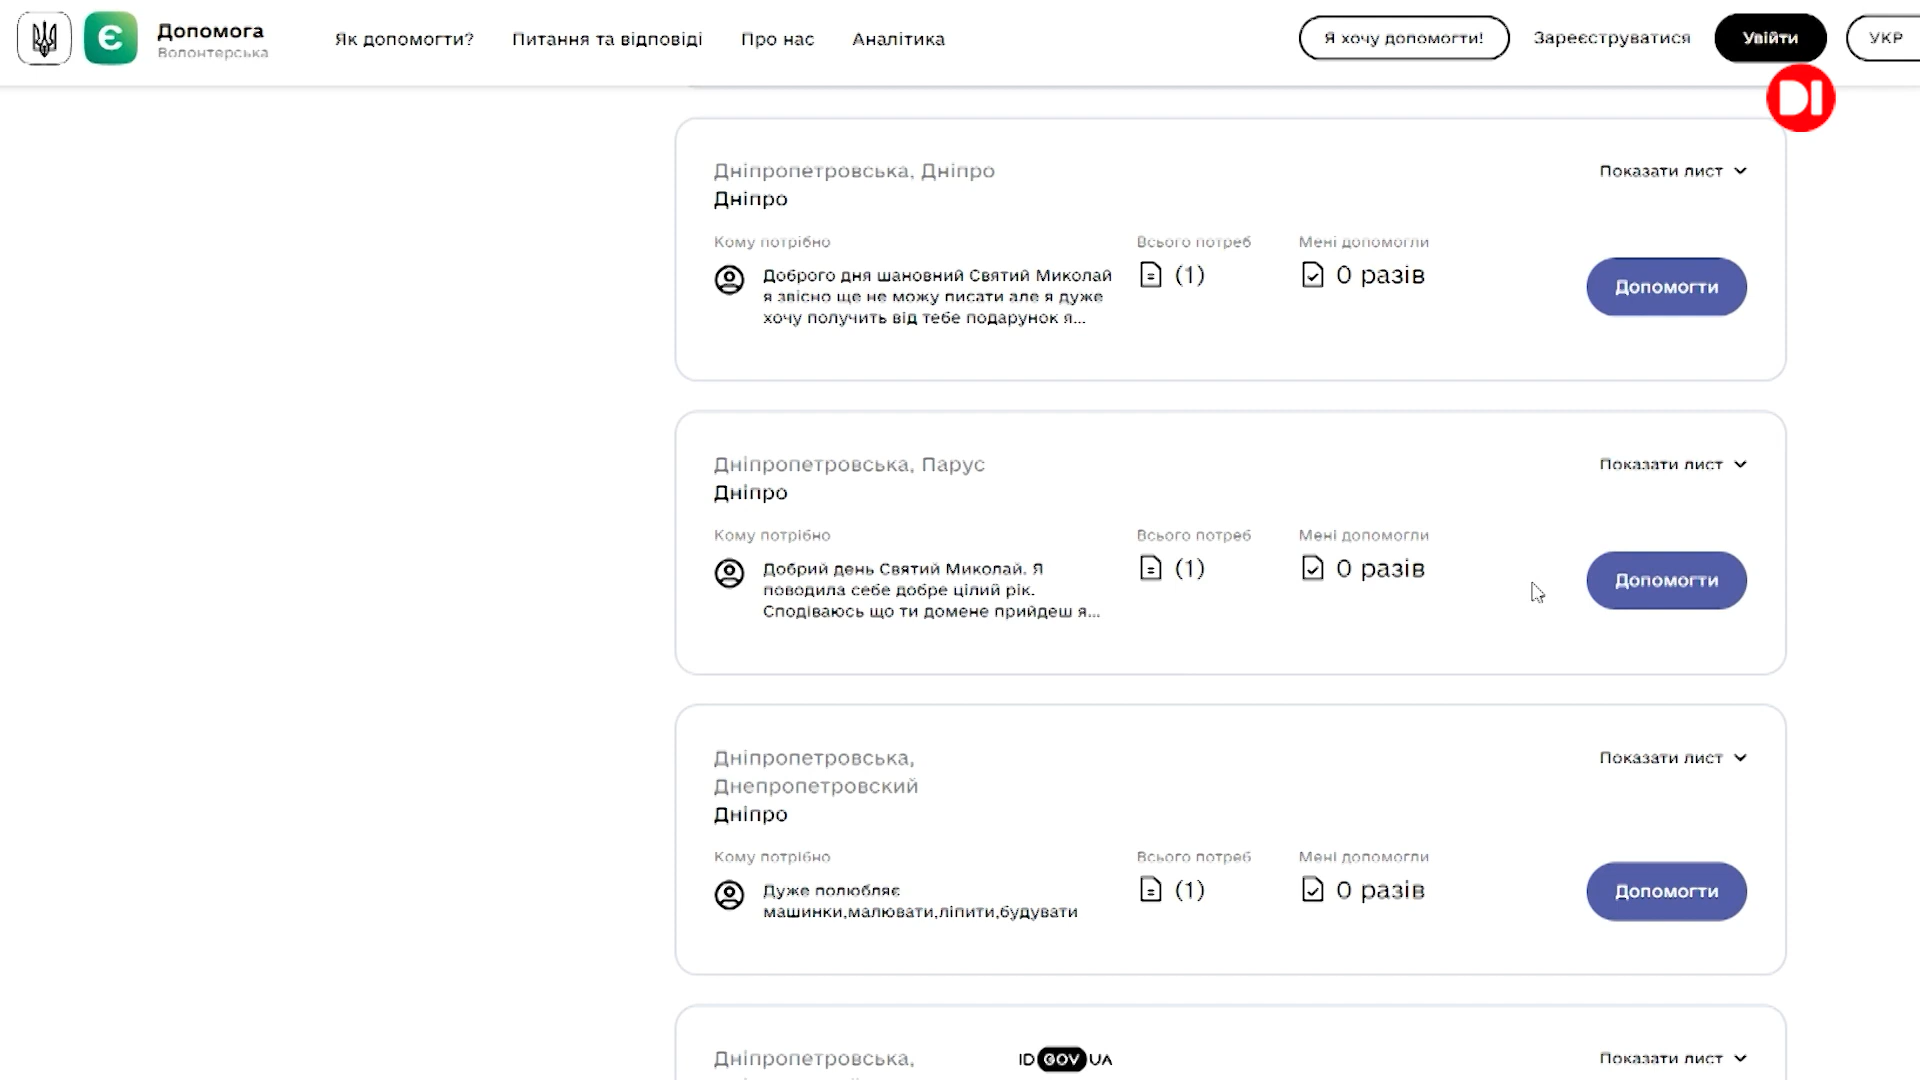 Є
Допомога
Волонтерська
Як допомогти?
Питання та відповіді
Про нас
Аналітика
Я хочу допомогти!
Зареєструватися
Увійти
УКР
DI
Дніпропетровська, Дніпро
Дніпро
Показати лист
Кому потрібно
Всього потреб
Мені допомогли
Доброго дня шановний Святий Миколай
я звісно ще не можу писати але я дуже
хочу получить від тебе подарунок я...
(1)
0 разів
Допомогти
Дніпропетровська, Парус
Дніпро
Показати лист
Кому потрібно
Всього потреб
Мені допомогли
Добрий день Святий Миколай. Я
поводила себе добре цілий рік.
Сподіваюсь що ти домене прийдеш я...
(1)
0 разів
Допомогти
Дніпропетровська,
Днепропетровский
Дніпро
Показати лист
Кому потрібно
Всього потреб
Мені допомогли
Дуже полюбляє
машинки,малювати,ліпити,будувати
(1)
0 разів
Допомогти
Дніпропетровська,
ID GOV UA
Показати лист